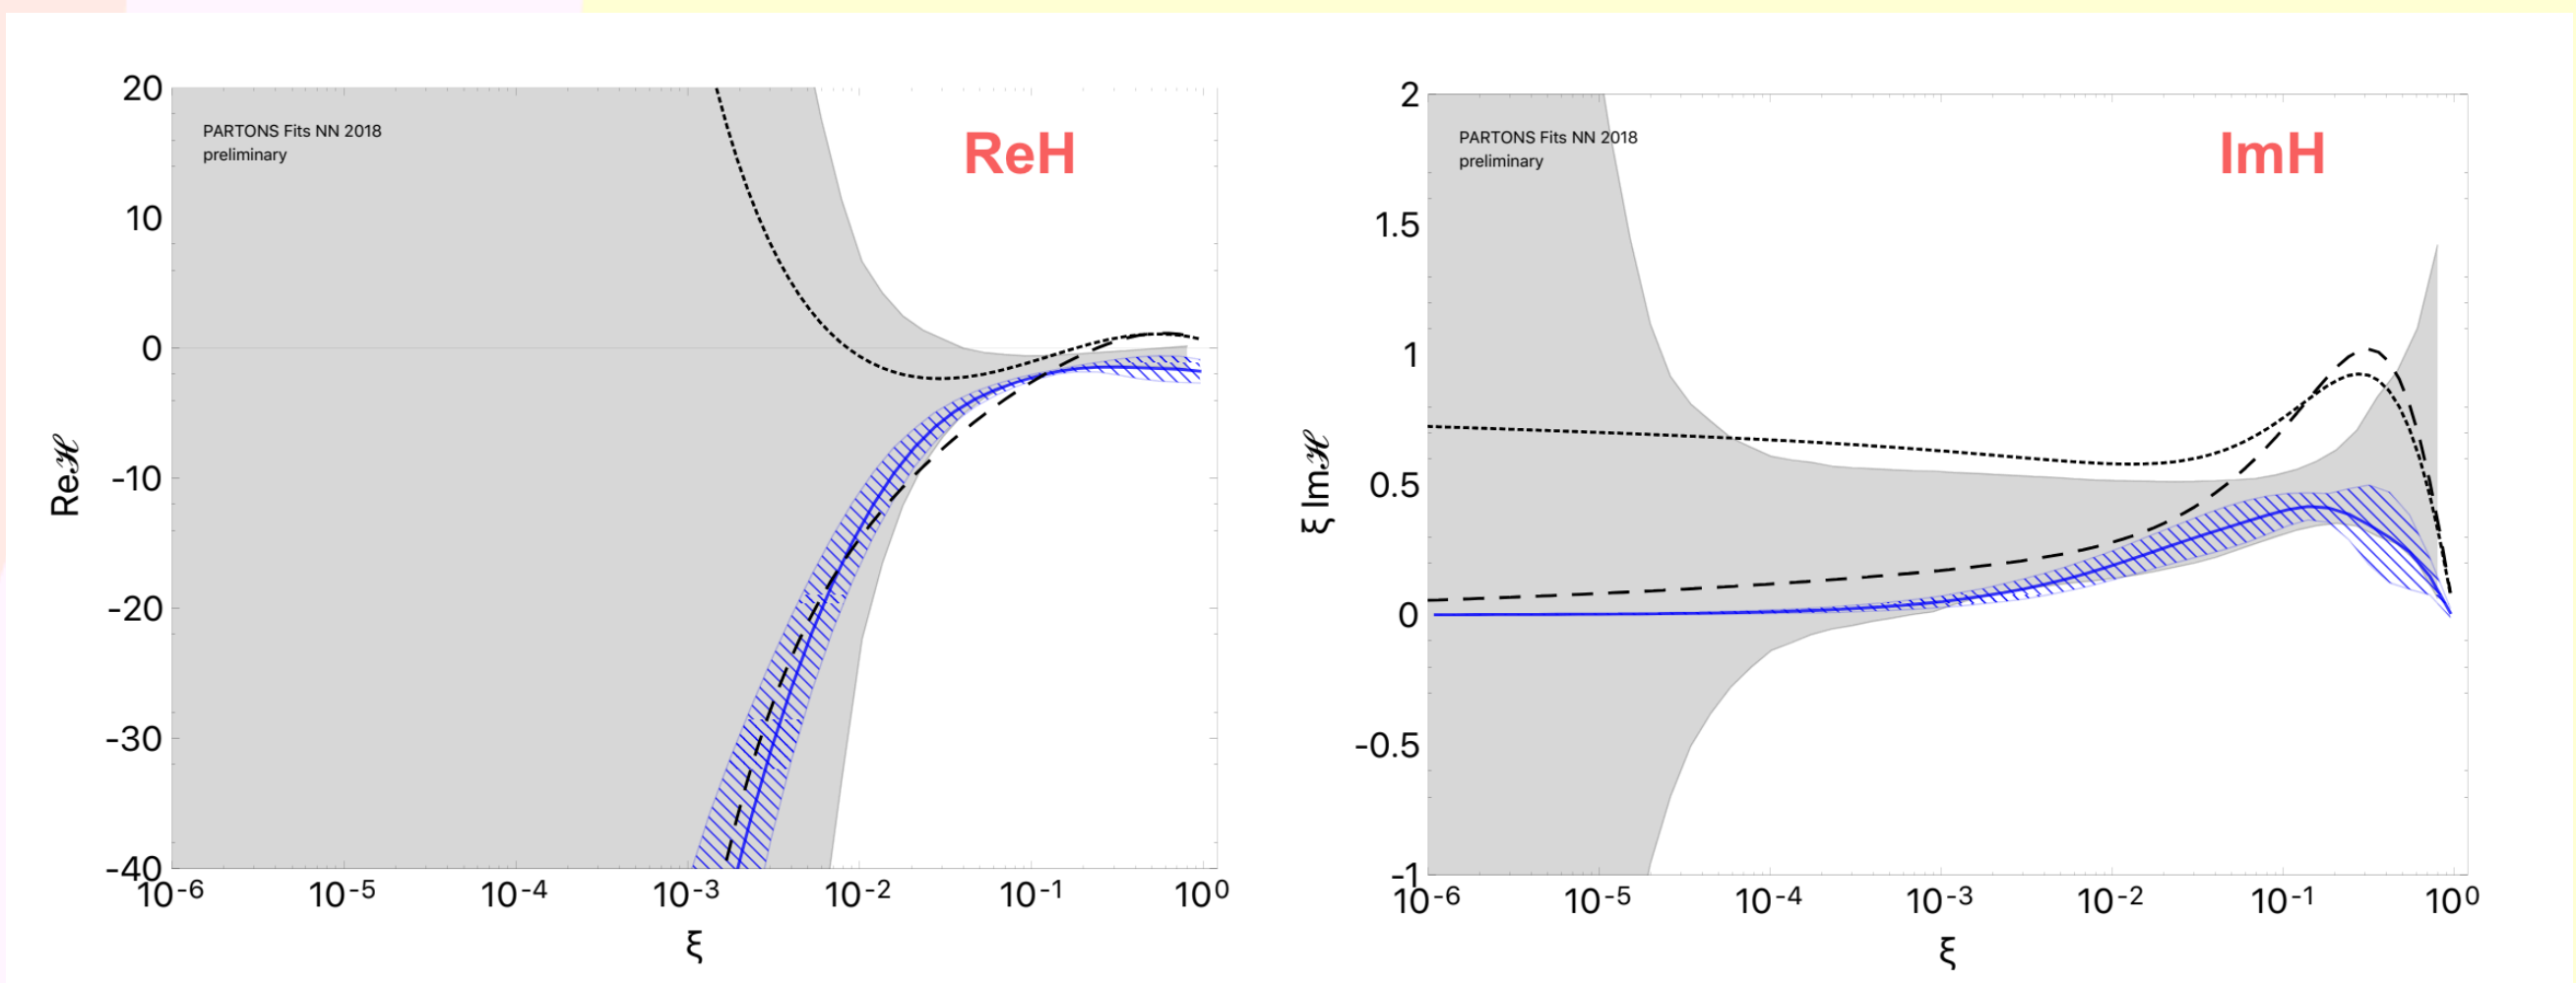 PARTONS Fits NN 2018
preliminary
ReH
20
10
0
-10
-20
-30
-40
Reℋ
10-6
10-5
10-4
10-3
10-2
10-1
100
ξ
PARTONS Fits NN 2018
preliminary
ImH
2
1.5
1
0.5
0
-0.5
-1
ξ Imℋ
10-6
10-5
10-4
10-3
10-2
10-1
100
ξ